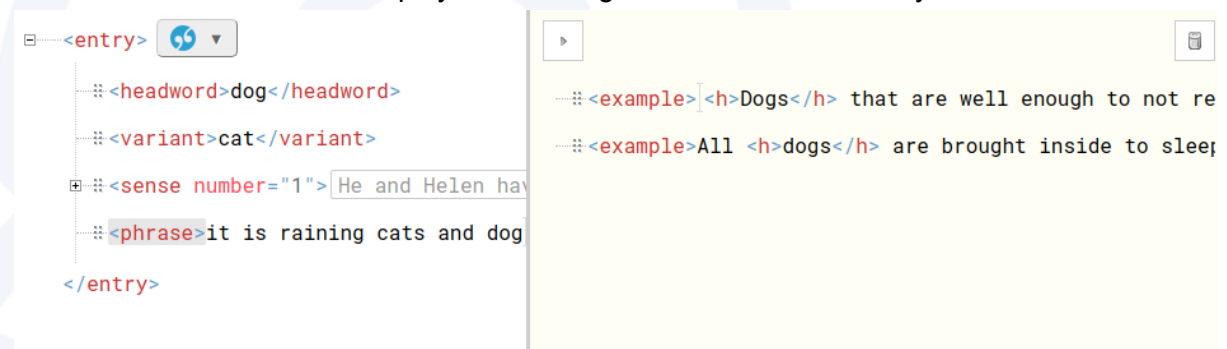 <entry>
<headword>dog</headword>
<variant>cat</variant>
<sense number="1"> He and Helen hav
<phrase>it is raining cats and dog
</entry>
<example> <h>Dogs</h> that are well enough to not re
<example>All <h>dogs</h> are brought inside to sleep